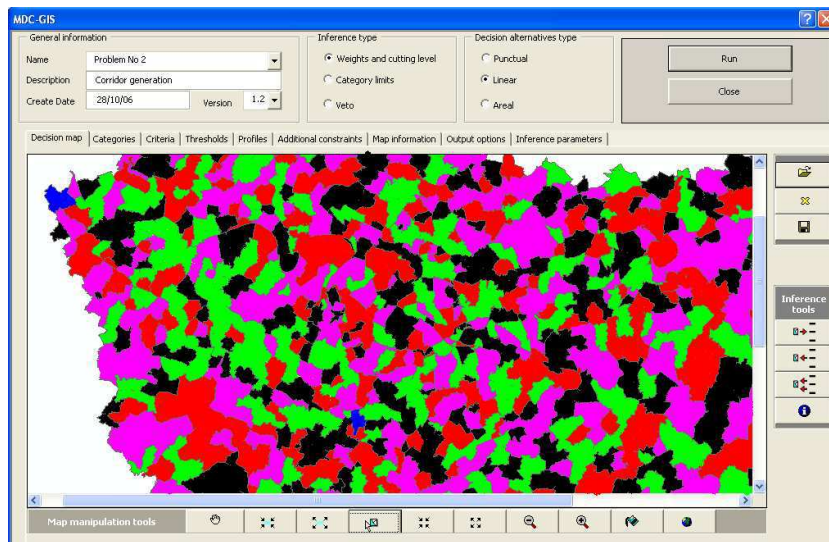 MDC-GIS
General information
Name Problem No 2
Description Corridor generation
Create Date 28/10/06 Version 1.2
Inference type
Weights and cutting level
Category limits
Veto
Decision alternatives type
Punctual
Linear
Areal
Run
Close
Decision map Categories Criteria Thresholds Profiles Additional constraints Map information Output options Inference parameters
Inference
tools
Map manipulation tools